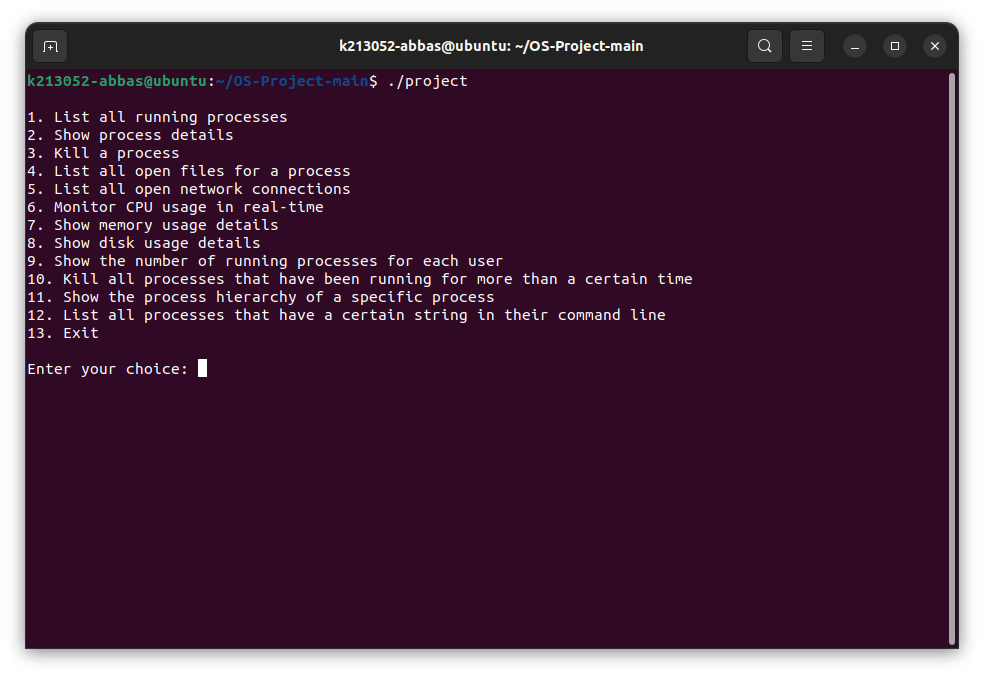 k213052-abbas@ubuntu: ~/OS-Project-main
k213052-abbas@ubuntu:~/OS-Project-main$ ./project
1. List all running processes
2. Show process details
3. Kill a process
4. List all open files for a process
5. List all open network connections
6. Monitor CPU usage in real-time
7. Show memory usage details
8. Show disk usage details
9. Show the number of running processes for each user
10. Kill all processes that have been running for more than a certain time
11. Show the process hierarchy of a specific process
12. List all processes that have a certain string in their command line
13. Exit
Enter your choice: